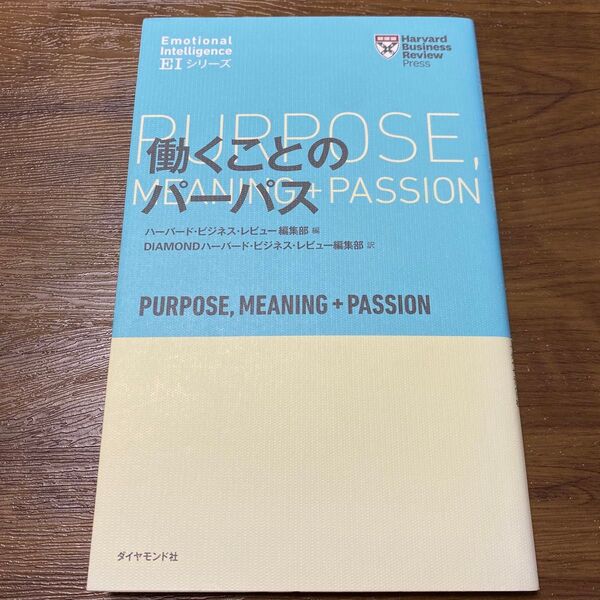 Emotional
Intelligence
EIシリーズ
Harvard
Business
Review
Press
PURPOSE,
MEANING + PASSION
働くことの
パーパス
ハーバード・ビジネス・レビュー編集部 編
DIAMONDハーバード・ビジネス・レビュー編集部 訳
PURPOSE, MEANING + PASSION
ダイヤモンド社